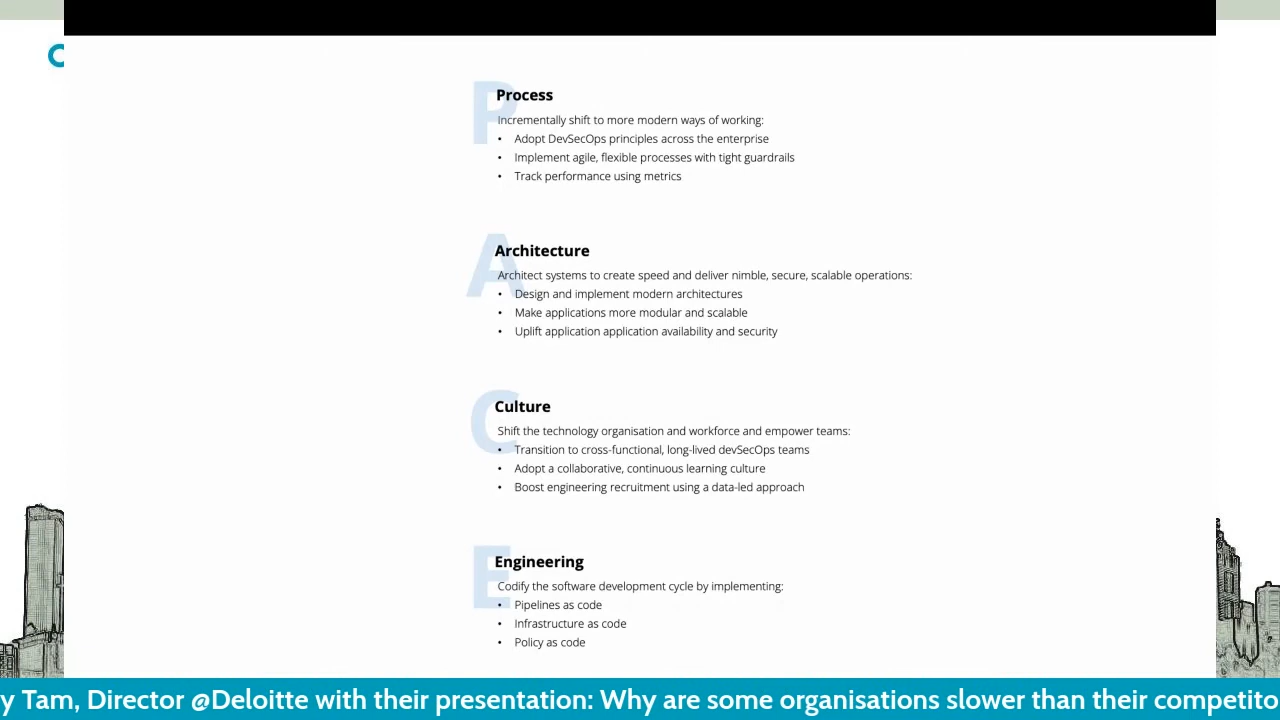 P
Process
Incrementally shift to more modern ways of working:
• Adopt DevSecOps principles across the enterprise
• Implement agile, flexible processes with tight guardrails
• Track performance using metrics
A
Architecture
Architect systems to create speed and deliver nimble, secure, scalable operations:
• Design and implement modern architectures
• Make applications more modular and scalable
• Uplift application application availability and security
C
Culture
Shift the technology organisation and workforce and empower teams:
• Transition to cross-functional, long-lived devSecOps teams
• Adopt a collaborative, continuous learning culture
• Boost engineering recruitment using a data-led approach
E
Engineering
Codify the software development cycle by implementing:
• Pipelines as code
• Infrastructure as code
• Policy as code
y Tam, Director @Deloitte with their presentation: Why are some organisations slower than their competito